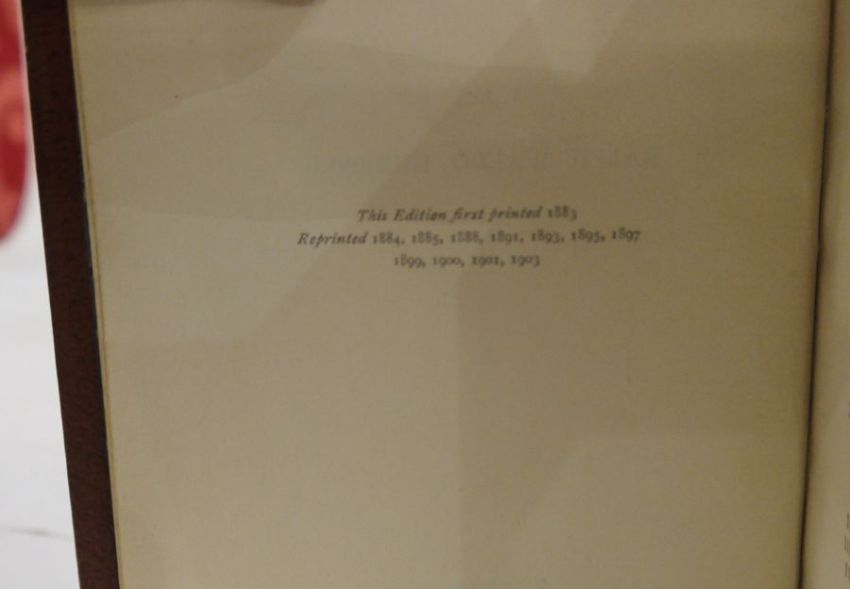 This Edition first printed 1883
Reprinted 1884, 1885, 1888, 1891, 1893, 1895, 1897
1899, 1900, 1901, 1903